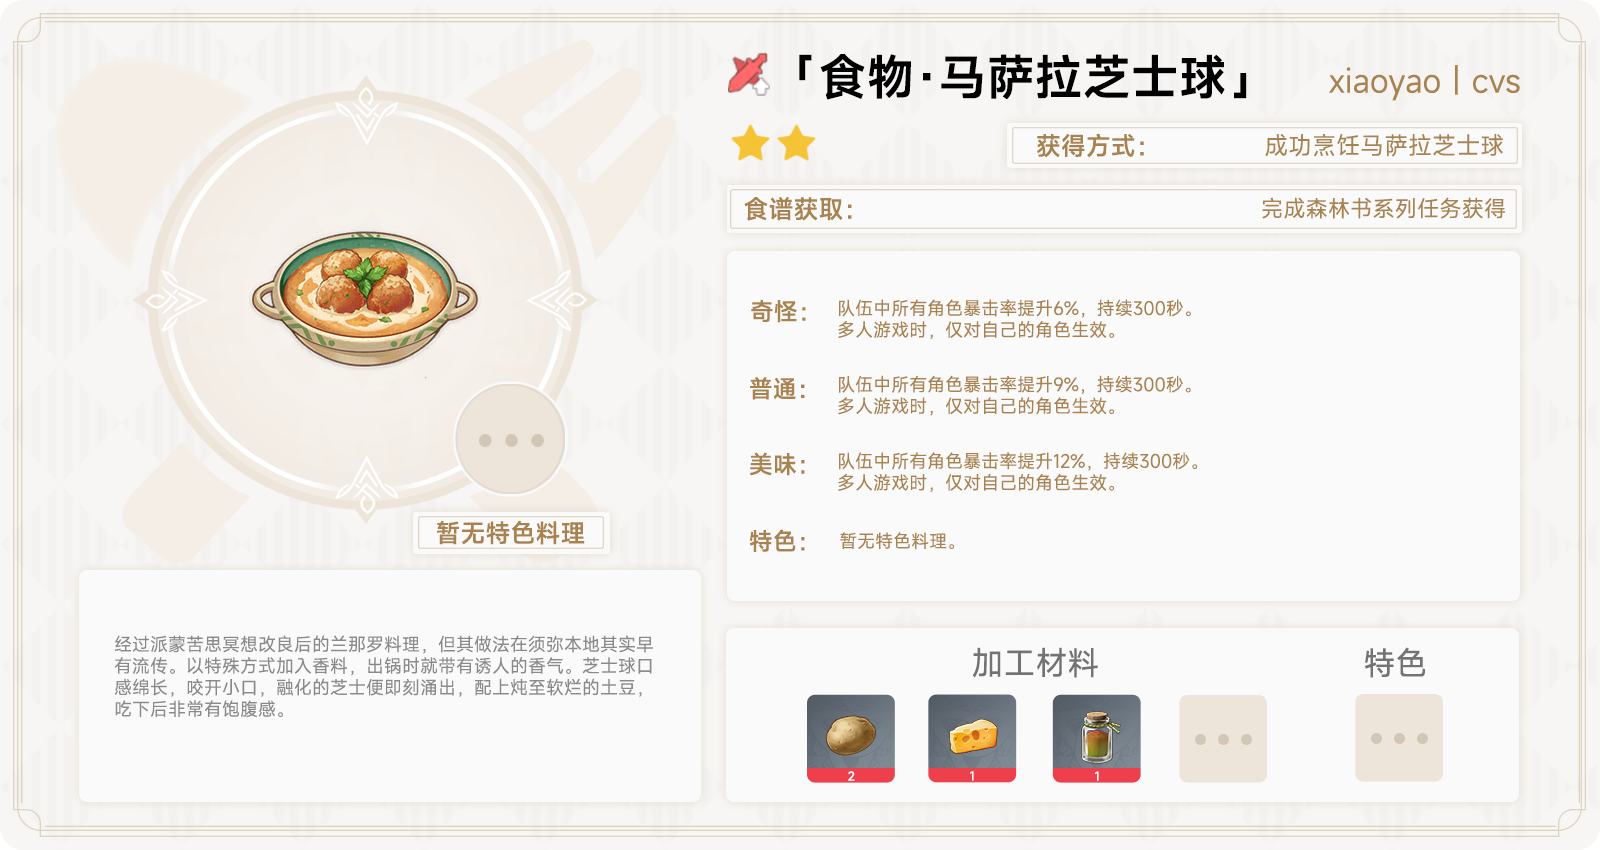 「食物·马萨拉芝士球」
xiaoyao | cvs
获得方式：
成功烹饪马萨拉芝士球
食谱获取：
完成森林书系列任务获得
奇怪：
队伍中所有角色暴击率提升6%，持续300秒。
多人游戏时，仅对自己的角色生效。
普通：
队伍中所有角色暴击率提升9%，持续300秒。
多人游戏时，仅对自己的角色生效。
美味：
队伍中所有角色暴击率提升12%，持续300秒。
多人游戏时，仅对自己的角色生效。
特色：
暂无特色料理。
暂无特色料理
经过派蒙苦思冥想改良后的兰那罗料理，但其做法在须弥本地其实早
有流传。以特殊方式加入香料，出锅时就带有诱人的香气。芝士球口
感绵长，咬开小口，融化的芝士便即刻涌出，配上炖至软烂的土豆，
吃下后非常有饱腹感。
加工材料
特色
2
1
1